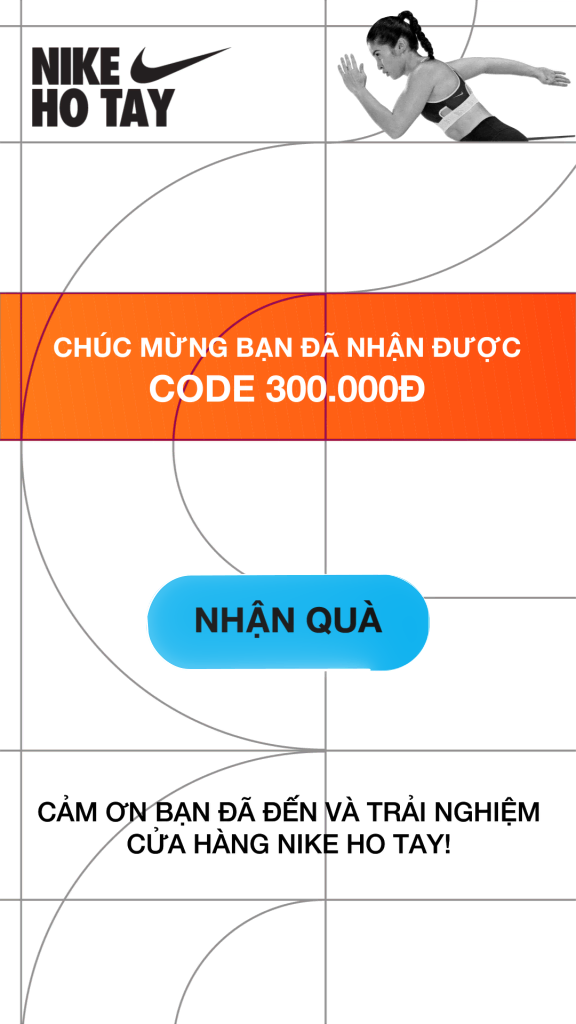 NIKE
HO TAY
CHÚC MỪNG BẠN ĐÃ NHẬN ĐƯỢC
CODE 300.000Đ
NHẬN QUÀ
CẢM ƠN BẠN ĐÃ ĐẾN VÀ TRẢI NGHIỆM
CỬA HÀNG NIKE HO TAY!